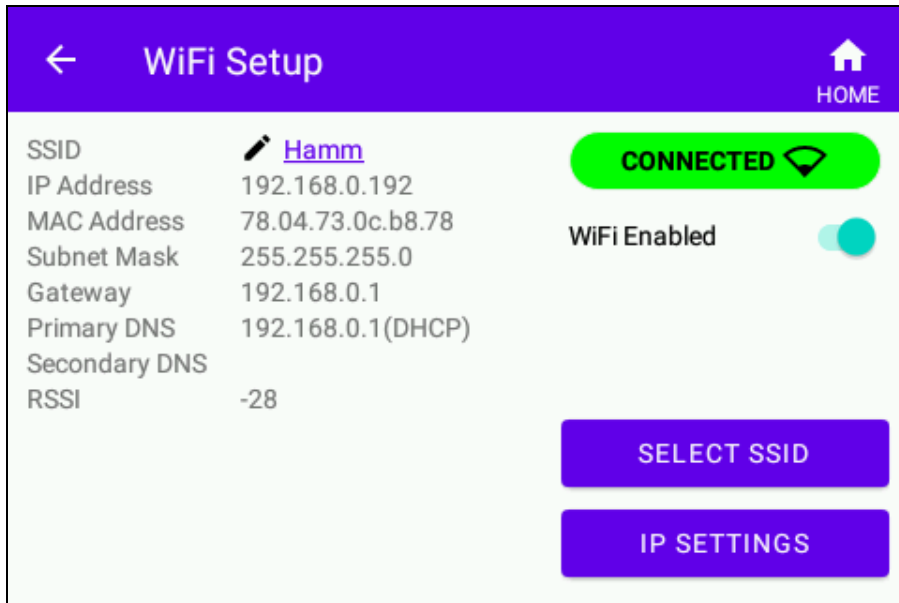 WiFi Setup
HOME
SSID Hamm
IP Address 192.168.0.192
MAC Address 78.04.73.0c.b8.78
Subnet Mask 255.255.255.0
Gateway 192.168.0.1
Primary DNS 192.168.0.1(DHCP)
Secondary DNS
RSSI -28
CONNECTED
WiFi Enabled
SELECT SSID
IP SETTINGS